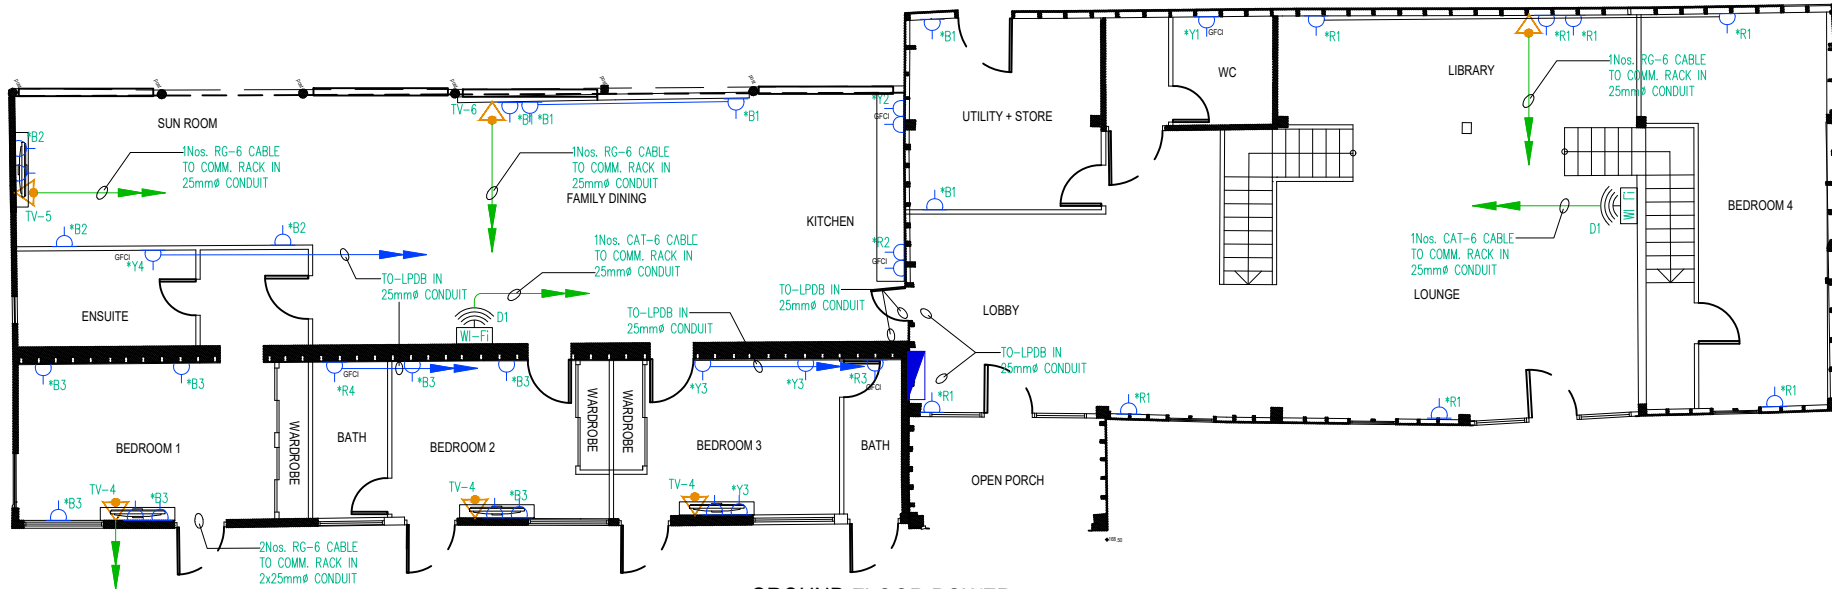 *B1
*Y1
GFCI
*R1
*R1
*R1
*R1
LIBRARY
WC
1Nos. RG-6 CABLE
TO COMM. RACK IN
25mmø CONDUIT
TV-6
*B1
*B1
*B1
*Y2
GFCI
UTILITY + STORE
SUN ROOM
*B2
1Nos. RG-6 CABLE
TO COMM. RACK IN
25mmø CONDUIT
1Nos. RG-6 CABLE
TO COMM. RACK IN
25mmø CONDUIT
FAMILY DINING
TV-5
*B1
KITCHEN
BEDROOM 4
WI-Fi
D1
*B2
*B2
GFCI
*Y4
1Nos. CAT-6 CABLE
TO COMM. RACK IN
25mmø CONDUIT
*R2
GFCI
1Nos. CAT-6 CABLE
TO COMM. RACK IN
25mmø CONDUIT
TO-LPDB IN
25mmø CONDUIT
TO-LPDB IN
25mmø CONDUIT
LOUNGE
ENSUITE
D1
WI-Fi
TO-LPDB IN
25mmø CONDUIT
LOBBY
TO-LPDB IN
25mmø CONDUIT
*B3
*B3
GFCI
*R4
*B3
*B3
*Y3
*Y3
*R3
GFCI
*R1
*R1
*R1
*R1
WARDROBE
WARDROBE
WARDROBE
BEDROOM 1
BATH
BEDROOM 2
BEDROOM 3
BATH
OPEN PORCH
*B3
TV-4
*B3
TV-4
*B3
TV-4
*Y3
2Nos. RG-6 CABLE
TO COMM. RACK IN
2x25mmø CONDUIT
GROUND FLOOR POWER